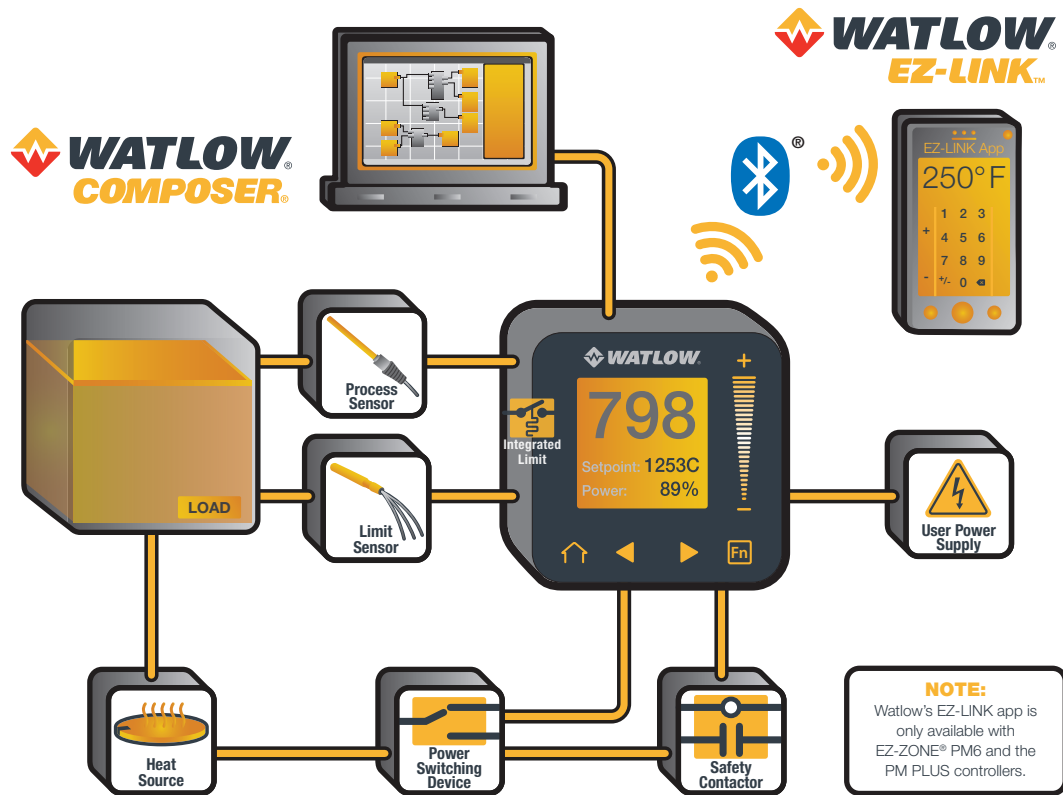 WATLOW®
EZ-LINK™
WATLOW®
COMPOSER®
®
EZ-LINK App
250°F
1 2 3
+
4 5 6
7 8 9
- +/- 0
Process
Sensor
WATLOW®
+
798
Integrated
Limit
Setpoint: 1253C
Power: 89%
−
Fn
LOAD
Limit
Sensor
User Power
Supply
Heat
Source
Power
Switching
Device
Safety
Contactor
NOTE:
Watlow's EZ-LINK app is
only available with
EZ-ZONE® PM6 and the
PM PLUS controllers.